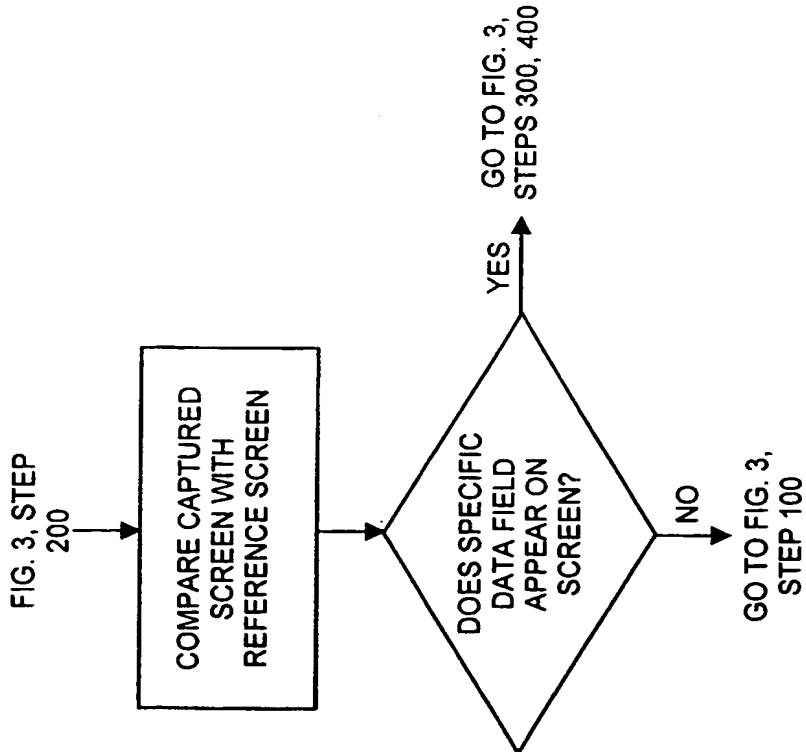 FIG. 3, STEP
200
COMPARE CAPTURED
SCREEN WITH
REFERENCE SCREEN
DOES SPECIFIC
DATA FIELD
APPEAR ON
SCREEN?
YES
GO TO FIG. 3,
STEPS 300, 400
NO
GO TO FIG. 3,
STEP 100